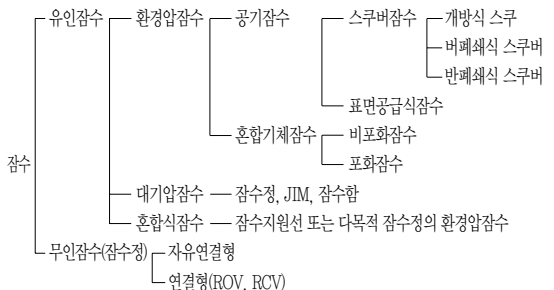 유인잠수 환경압잠수 공기잠수 스쿠버잠수 개방식 스쿠
버폐쇄식 스쿠버
반폐쇄식 스쿠버
표면공급식잠수
혼합기체잠수 비포화잠수
포화잠수
잠수
대기압잠수 잠수정, JIM, 잠수함
혼합식잠수 잠수지원선 또는 다목적 잠수정의 환경압잠수
무인잠수(잠수정) 자유연결형
연결형(ROV, RCV)